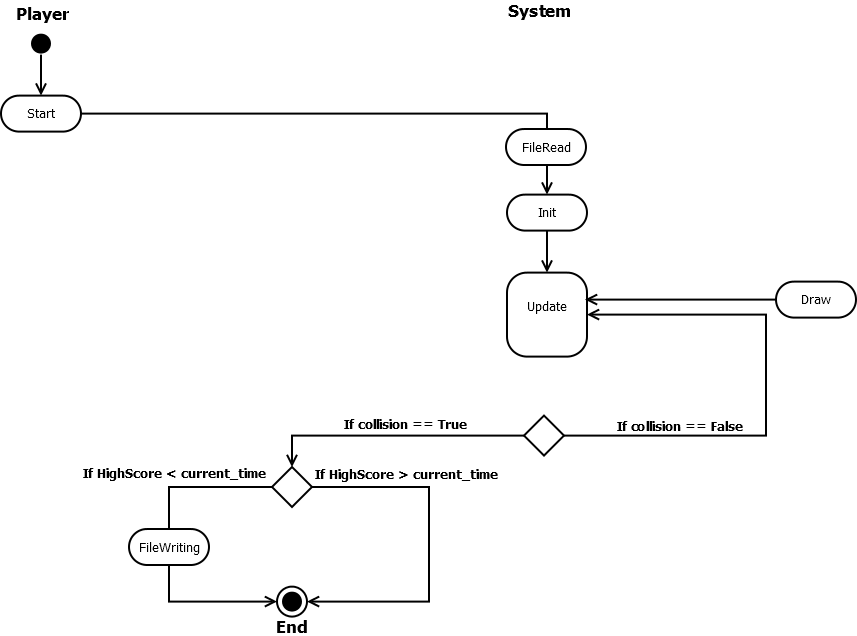 Player
System
Start
FileRead
Init
Update
Draw
If collision == True
If collision == False
If HighScore < current_time
If HighScore > current_time
FileWriting
End